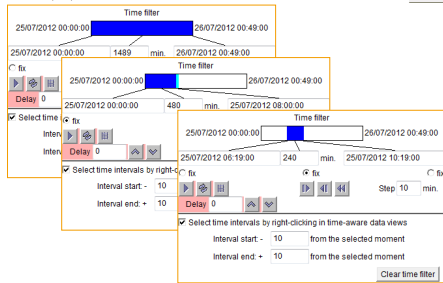 Time filter
25/07/2012 00:00:00 26/07/2012 00:49:00
25/07/2012 00:00:00 1489 min. 26/07/2012 00:49:00
fix
Delay 0
Select time
Interv
Interv
Time filter
25/07/2012 00:00:00 26/07/2012 00:49:00
25/07/2012 00:00:00 480 min. 25/07/2012 08:00:00
fix
Delay 0
Select time intervals by right-c
Interval start: - 10
Interval end: + 10
Time filter
25/07/2012 00:00:00 26/07/2012 00:49:00
25/07/2012 06:19:00 240 min. 25/07/2012 10:19:00
fix fix
Step 10 min.
Delay 0
Select time intervals by right-clicking in time-aware data views
Interval start: - 10 from the selected moment
Interval end: + 10 from the selected moment
Clear time filter